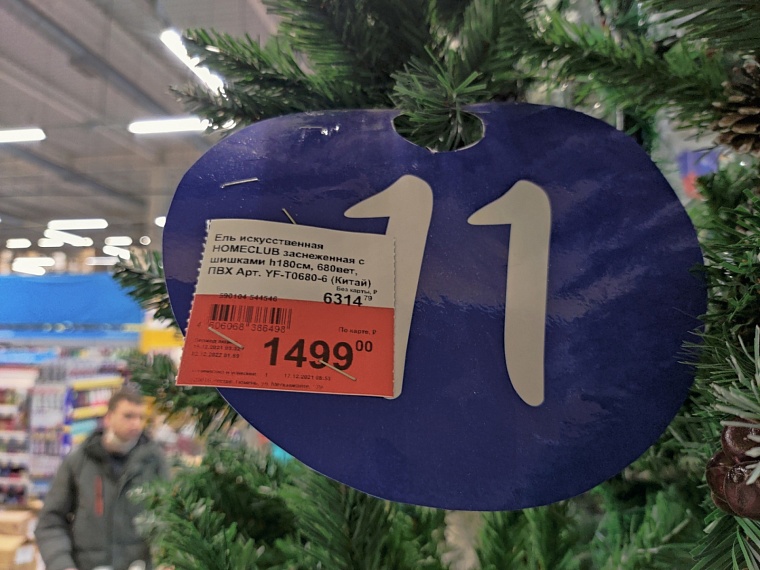 11
Ель искусственная
HOMECLUB заснеженная с
шишками h180см, 680вет,
ПВХ Арт. YF-T0680-6 (Китай)
Без карты, ₽
6314 79
По карте, ₽
1499 00